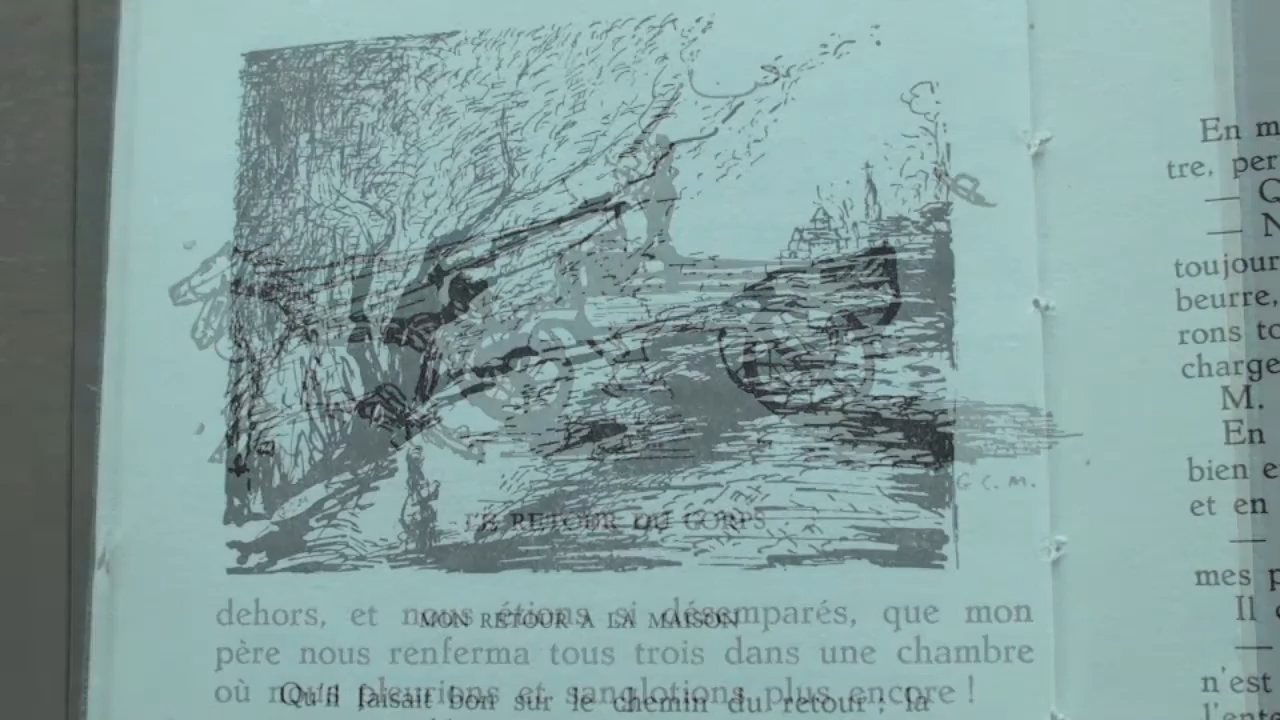 G C. M.
LE RETOUR DU CORPS
dehors, et nous étions si désemparés, que mon
MON RETOUR A LA MAISON
père nous renferma tous trois dans une chambre
où nous pleurions et sanglotions plus encore !
Qu'il faisait bon sur le chemin du retour ; la
En m
tre, per
— Q
— N
toujour
beurre,
rons to
charge
M.
En
bien e
et en
—
mes p
Il
—
n'est
l'ento